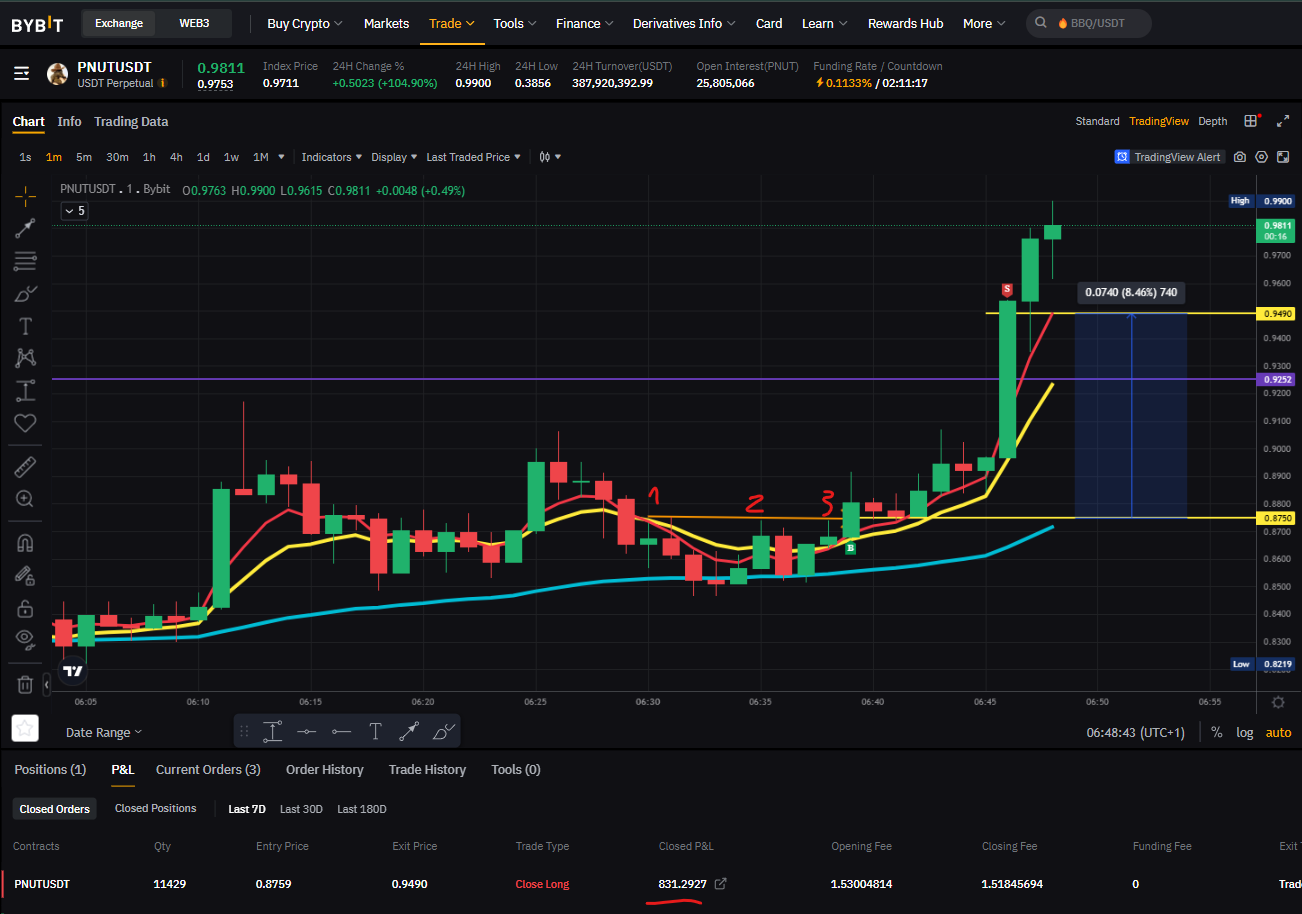 BYBIT Exchange WEB3 Buy Crypto Markets Trade Tools Finance Derivatives Info Card Learn Rewards Hub More BBQ/USDT
PNUTUSDT 0.9811 Index Price 24H Change % 24H High 24H Low 24H Turnover(USDT) Open Interest(PNUT) Funding Rate / Countdown
USDT Perpetual 0.9753 0.9711 +0.5023 (+104.90%) 0.9900 0.3856 387,920,392.99 25,805,066 0.1133% / 02:11:17
Chart Info Trading Data Standard TradingView Depth
1s 1m 5m 30m 1h 4h 1d 1w 1M Indicators Display Last Traded Price TradingView Alert
PNUTUSDT . 1 . Bybit O0.9763 H0.9900 L0.9615 C0.9811 +0.0048 (+0.49%)
5
High 0.9900
0.9811
00:16
0.9700
S
0.9600
0.0740 (8.46%) 740
0.9490
0.9400
0.9300
0.9252
0.9200
0.9100
0.9000
0.8900
1 2 3
0.8800
0.8750
0.8700
B
0.8600
0.8500
0.8400
0.8300
Low 0.8219
06:05 06:10 06:15 06:20 06:25 06:30 06:35 06:40 06:45 06:50 06:55
Date Range 06:48:43 (UTC+1) % log auto
Positions (1) P&L Current Orders (3) Order History Trade History Tools (0)
Closed Orders Closed Positions Last 7D Last 30D Last 180D
Contracts Qty Entry Price Exit Price Trade Type Closed P&L Opening Fee Closing Fee Funding Fee Exit
PNUTUSDT 11429 0.8759 0.9490 Close Long 831.2927 1.53004814 1.51845694 0 Trad